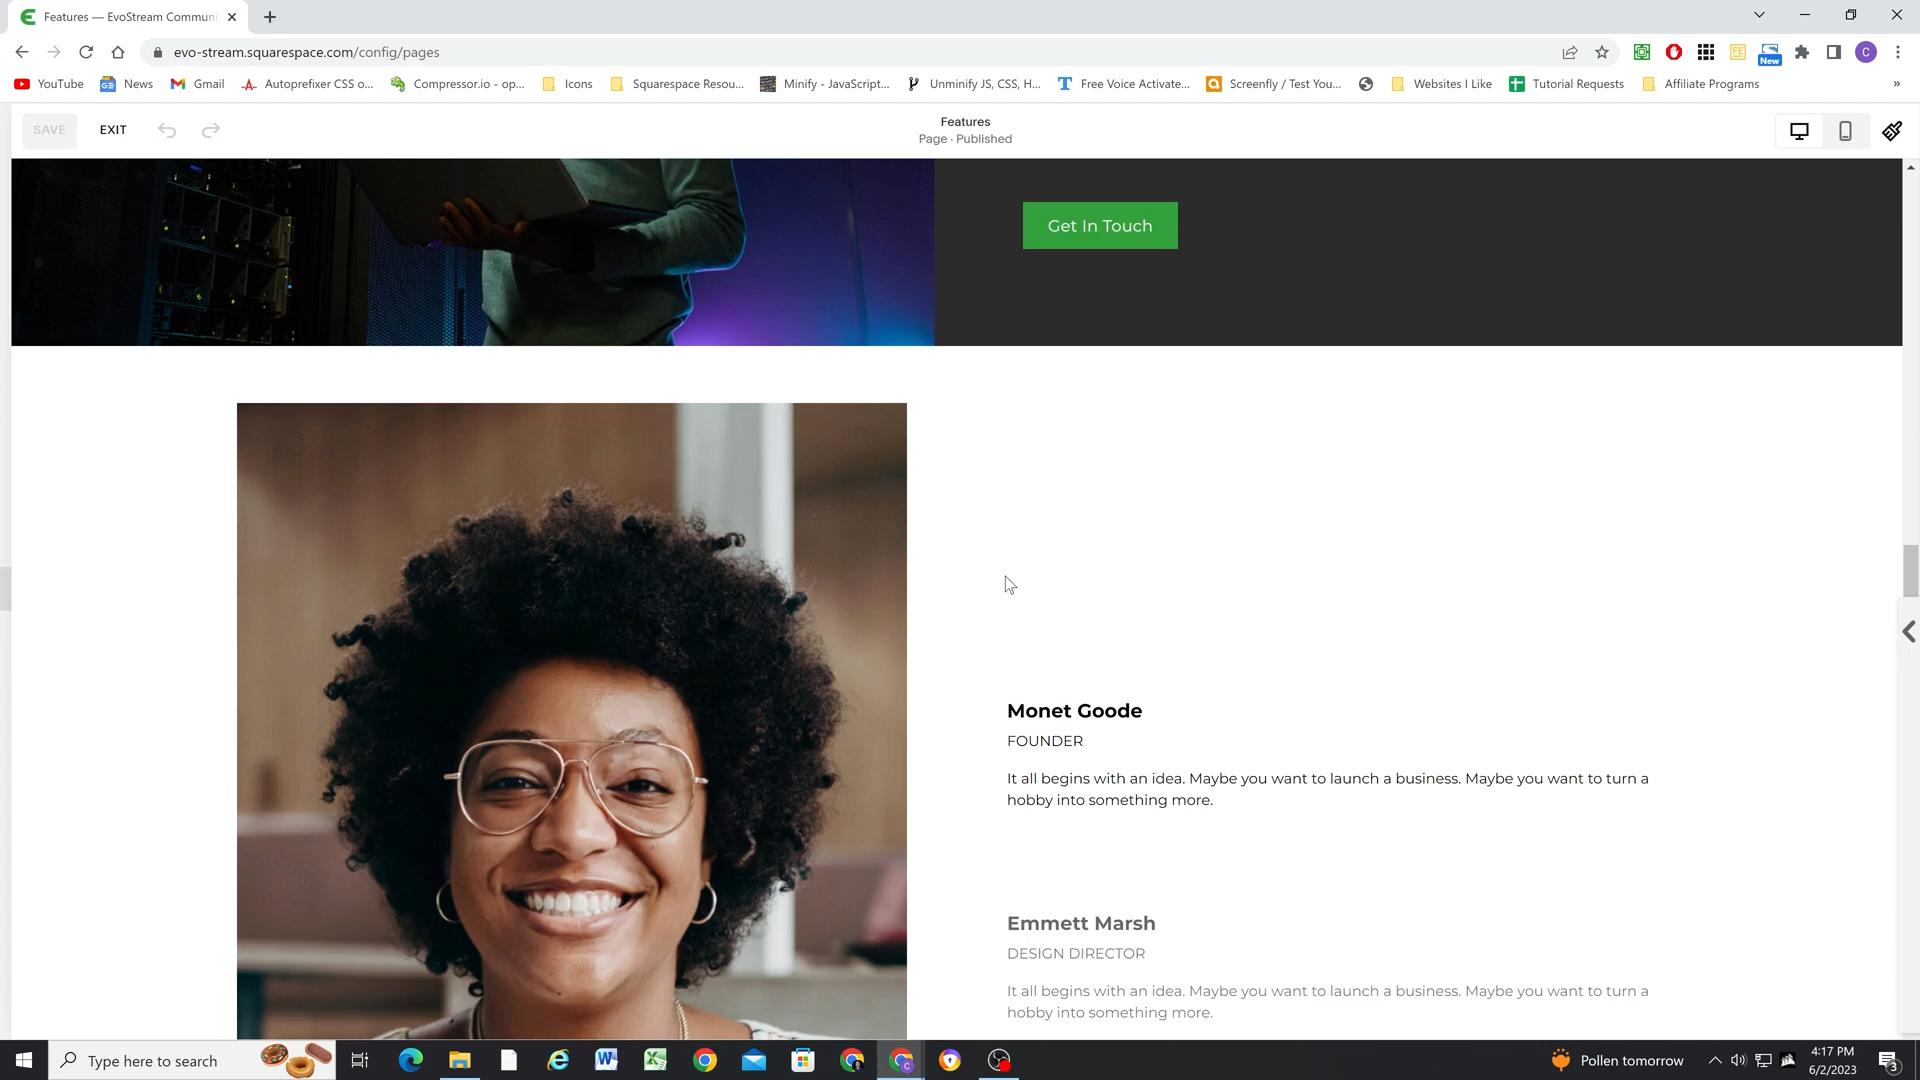 Features — EvoStream Communi
evo-stream.squarespace.com/config/pages
New
YouTube
News
Gmail
Autoprefixer CSS o...
Compressor.io - op...
Icons
Squarespace Resou...
Minify - JavaScript...
Unminify JS, CSS, H...
Free Voice Activate...
Screenfly / Test You...
Websites I Like
Tutorial Requests
Affiliate Programs
»
SAVE
EXIT
Features
Page · Published
Get In Touch
Monet Goode
FOUNDER
It all begins with an idea. Maybe you want to launch a business. Maybe you want to turn a
hobby into something more.
Emmett Marsh
DESIGN DIRECTOR
It all begins with an idea. Maybe you want to launch a business. Maybe you want to turn a
hobby into something more.
Type here to search
Pollen tomorrow
4:17 PM
6/2/2023
3